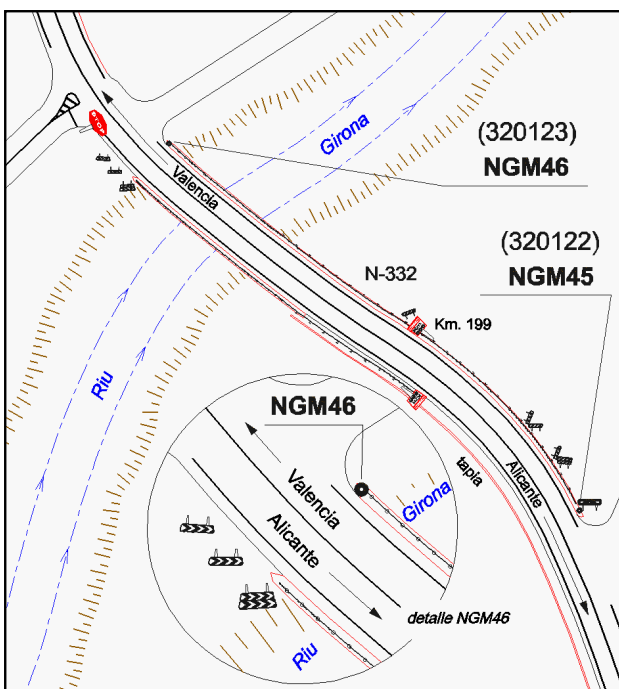 STOP
Girona
(320123)
NGM46
Valencia
(320122)
NGM45
N-332
Km. 199
Riu
NGM46
Valencia
Girona
tapia
Alicante
Alicante
detalle NGM46
Riu